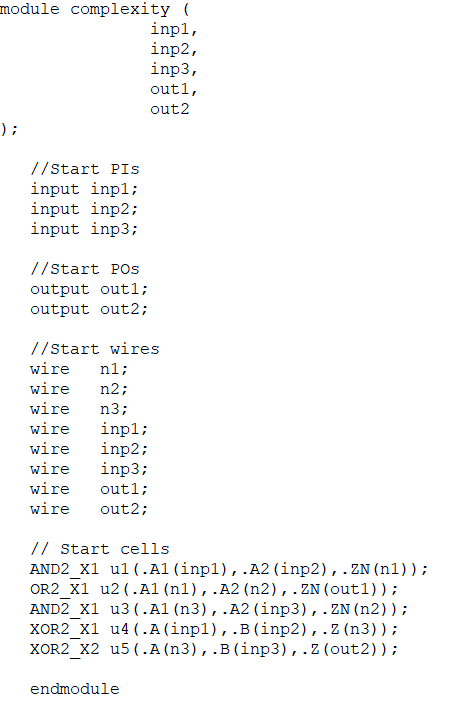 module complexity (
               inp1,
               inp2,
               inp3,
               out1,
               out2
);

   //Start PIs
   input inp1;
   input inp2;
   input inp3;

   //Start POs
   output out1;
   output out2;

   //Start wires
   wire   n1;
   wire   n2;
   wire   n3;
   wire   inp1;
   wire   inp2;
   wire   inp3;
   wire   out1;
   wire   out2;

   // Start cells
   AND2_X1 u1(.A1(inp1),.A2(inp2),.ZN(n1));
   OR2_X1 u2(.A1(n1),.A2(n2),.ZN(out1));
   AND2_X1 u3(.A1(n3),.A2(inp3),.ZN(n2));
   XOR2_X1 u4(.A(inp1),.B(inp2),.Z(n3));
   XOR2_X2 u5(.A(n3),.B(inp3),.Z(out2));

   endmodule